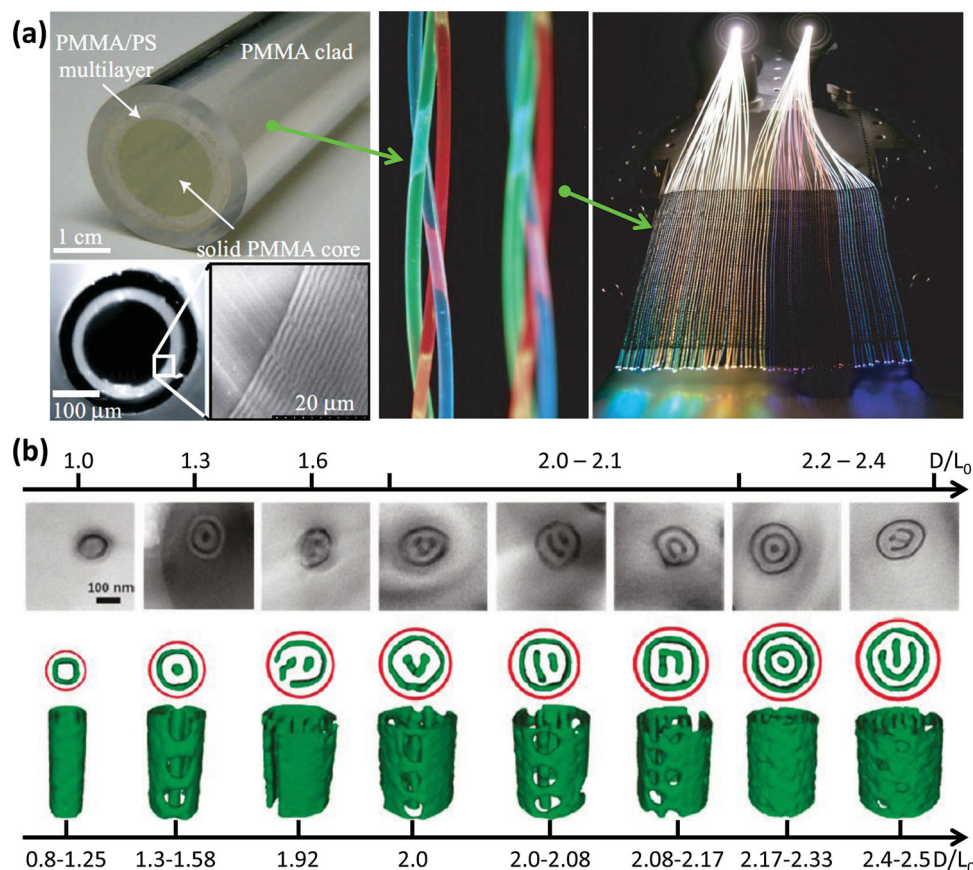 (a)
PMMA/PS
multilayer
PMMA clad
1 cm
solid PMMA core
100 µm
20 µm
(b)
1.0
1.3
1.6
2.0 – 2.1
2.2 – 2.4
D/L0
100 nm
0.8-1.25
1.3-1.58
1.92
2.0
2.0-2.08
2.08-2.17
2.17-2.33
2.4-2.5
D/L0